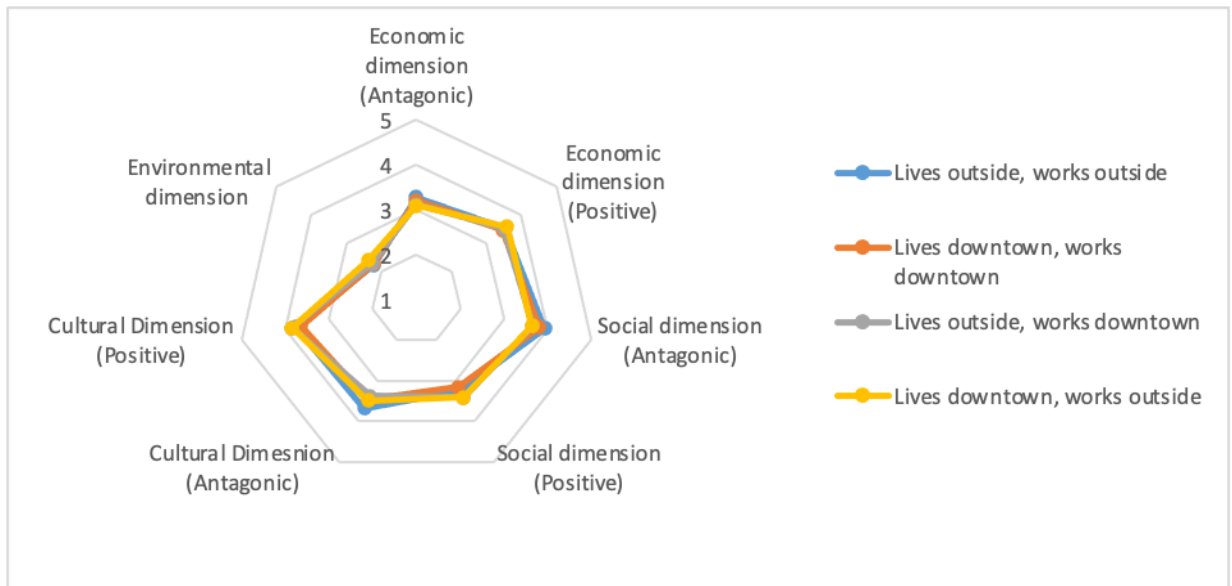 Economic
dimension
(Antagonic)
5
4
3
2
1
Economic
dimension
(Positive)
Social dimension
(Antagonic)
Social dimension
(Positive)
Cultural Dimesnion
(Antagonic)
Cultural Dimension
(Positive)
Environmental
dimension
Lives outside, works outside
Lives downtown, works
downtown
Lives outside, works downtown
Lives downtown, works outside